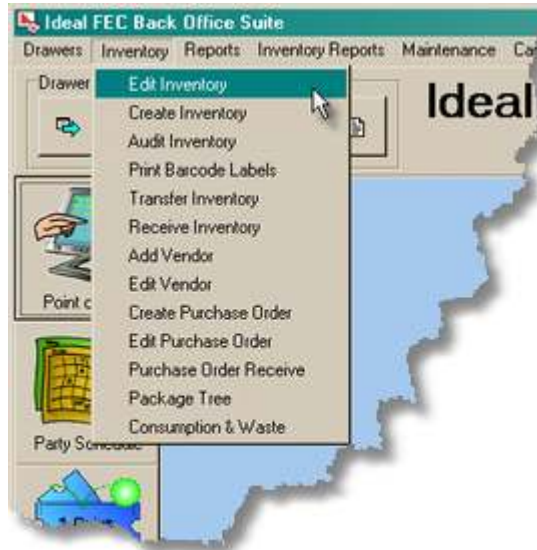 Ideal FEC Back Office Suite
Drawers Inventory Reports Inventory Reports Maintenance
Drawer
Ideal
Edit Inventory
Create Inventory
Audit Inventory
Print Barcode Labels
Transfer Inventory
Receive Inventory
Add Vendor
Edit Vendor
Create Purchase Order
Edit Purchase Order
Purchase Order Receive
Package Tree
Consumption & Waste
Point
Party